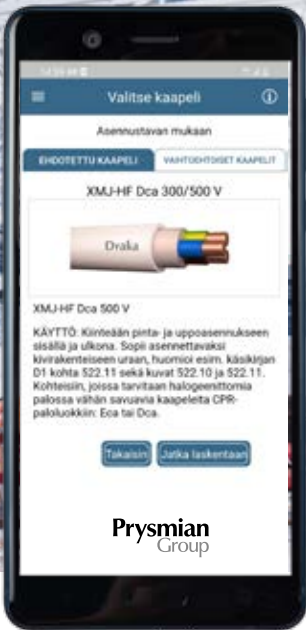 Valitse kaapeli
Asennustavan mukaan
EHDOTETTU KAAPELI
VAIHTOEHTOISET KAAPELIT
XMJ-HF Dca 300/500 V
Draka
XMJ-HF Dca 500 V
KÄYTTÖ: Kiinteään pinta- ja uppoasennukseen
sisällä ja ulkona. Sopii asennettavaksi
kivirakenteiseen uraan, huomioi esim. käsikirjan
D1 kohta 522.11 sekä kuvat 522.10 ja 522.11.
Kohteisiin, joissa tarvitaan halogeenittomia
palossa vähän savuavia kaapeleita CPR-
paloluokkiin: Eca tai Dca.
Takaisin
Jatka laskentaan
Prysmian
Group